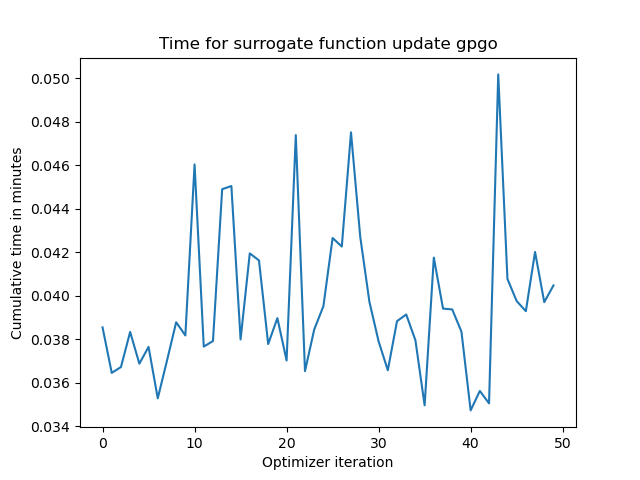 Time for surrogate function update gpgo
Cumulative time in minutes
0.050
0.048
0.046
0.044
0.042
0.040
0.038
0.036
0.034
0 10 20 30 40 50
Optimizer iteration